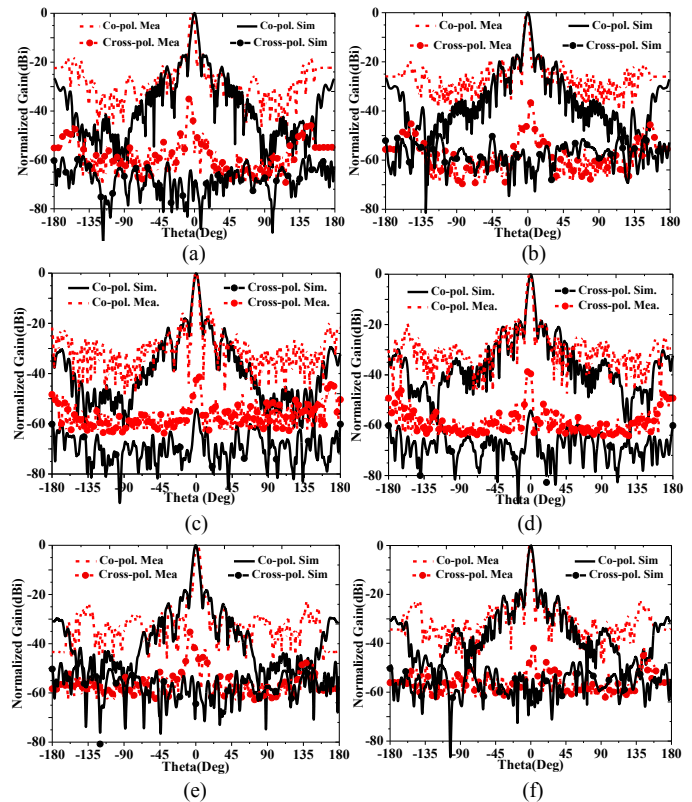 Co-pol. Mea Co-pol. Sim
Cross-pol. Mea Cross-pol. Sim
Normalized Gain(dBi)
0
-20
-40
-60
-80
-180 -135 -90 -45 0 45 90 135 180
Theta(Deg)
(a)
Co-pol. Mea Co-pol. Sim
Cross-pol. Mea Cross-pol. Sim
Normalized Gain(dBi)
0
-20
-40
-60
-80
-180 -135 -90 -45 0 45 90 135 180
Theta(Deg)
(b)
Co-pol. Sim. Cross-pol. Sim.
Co-pol. Mea. Cross-pol. Mea.
Normalized Gain(dBi)
0
-20
-40
-60
-80
-180 -135 -90 -45 0 45 90 135 180
Theta (Deg)
(c)
Co-pol. Sim. Cross-pol. Sim.
Co-pol. Mea. Cross-pol. Mea.
Normalized Gain(dBi)
0
-20
-40
-60
-80
-180 -135 -90 -45 0 45 90 135 180
Theta (Deg)
(d)
Co-pol. Mea Co-pol. Sim
Cross-pol. Mea Cross-pol. Sim
Normalized Gain(dBi)
0
-20
-40
-60
-80
-180 -135 -90 -45 0 45 90 135 180
Theta(Deg)
(e)
Co-pol. Mea Co-pol. Sim
Cross-pol. Mea Cross-pol. Sim
Normalized Gain(dBi)
0
-20
-40
-60
-80
-180 -135 -90 -45 0 45 90 135 180
Theta(Deg)
(f)